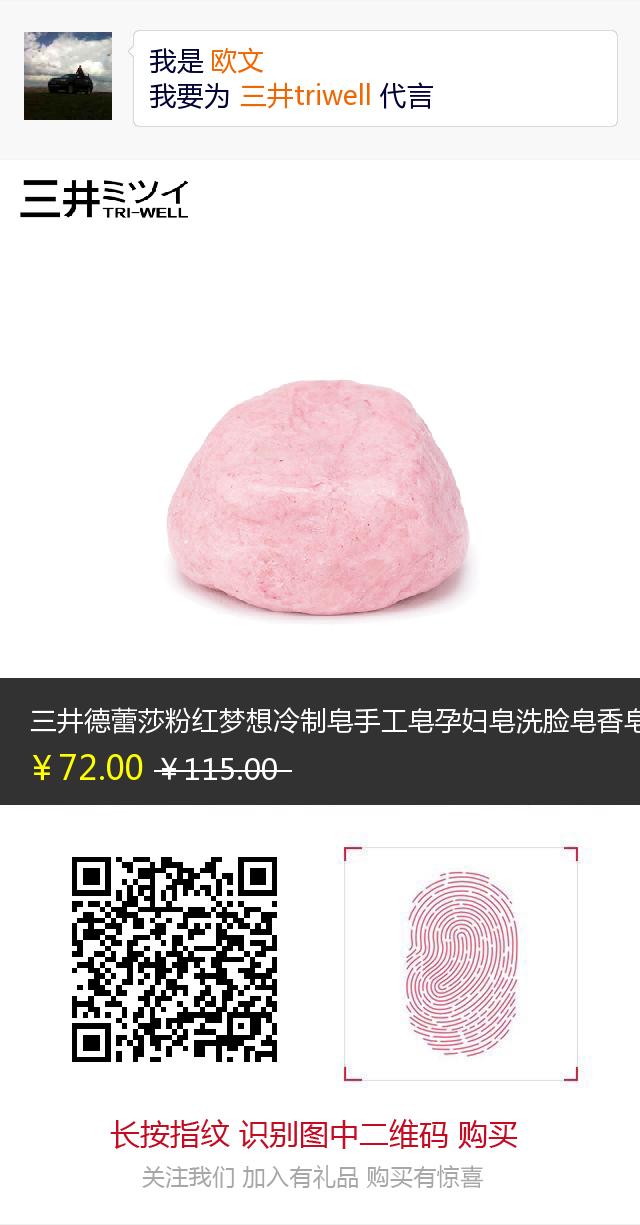 我是 欧文
我要为 三井triwell 代言
三井ミツイ
TRI-WELL
三井德蕾莎粉红梦想冷制皂手工皂孕妇皂洗脸皂香皂
¥72.00 ¥115.00
长按指纹 识别图中二维码 购买
关注我们 加入有礼品 购买有惊喜